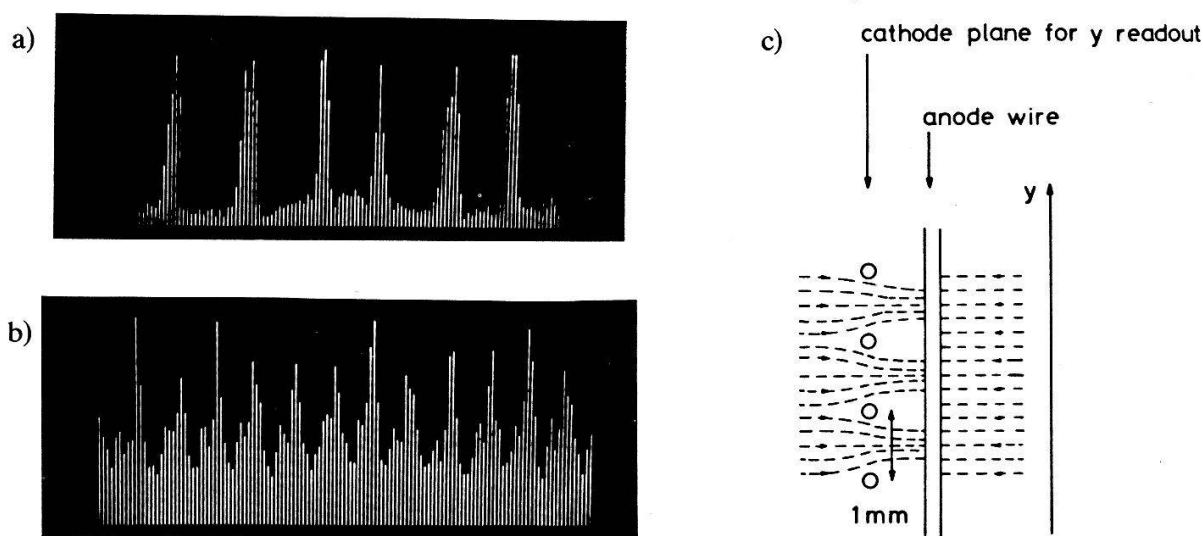 a)
b)
c)
cathode plane for y readout
anode wire
y
1mm